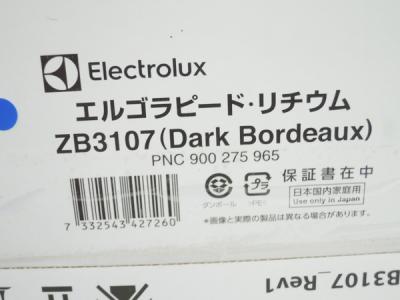 Electrolux
エルゴラピード・リチウム
ZB3107(Dark Bordeaux)
PNC 900 275 965
保証書在中
ダンボール
プラ
PE
日本国内家庭用
Use only in Japan
7 332543 427260
*画像と実際の製品は異なる場合があります。
B3107_Rev1